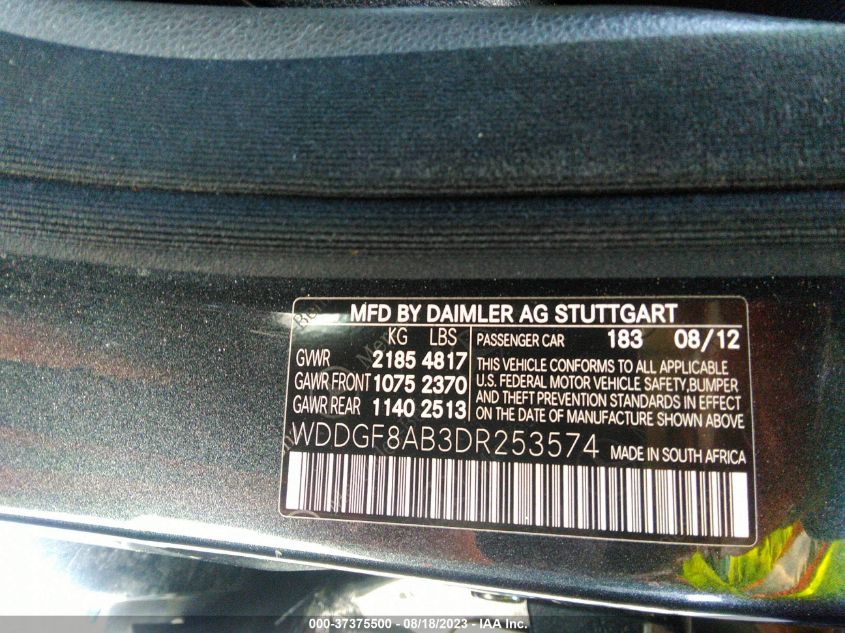 MFD BY DAIMLER AG STUTTGART
KG LBS
GVWR 2185 4817
GAWR FRONT 1075 2370
GAWR REAR 1140 2513
PASSENGER CAR 183 08/12
THIS VEHICLE CONFORMS TO ALL APPLICABLE
U.S. FEDERAL MOTOR VEHICLE SAFETY,BUMPER
AND THEFT PREVENTION STANDARDS IN EFFECT
ON THE DATE OF MANUFACTURE SHOWN ABOVE
WDDGF8AB3DR253574 MADE IN SOUTH AFRICA
000-37375500 - 08/18/2023 - IAA Inc.